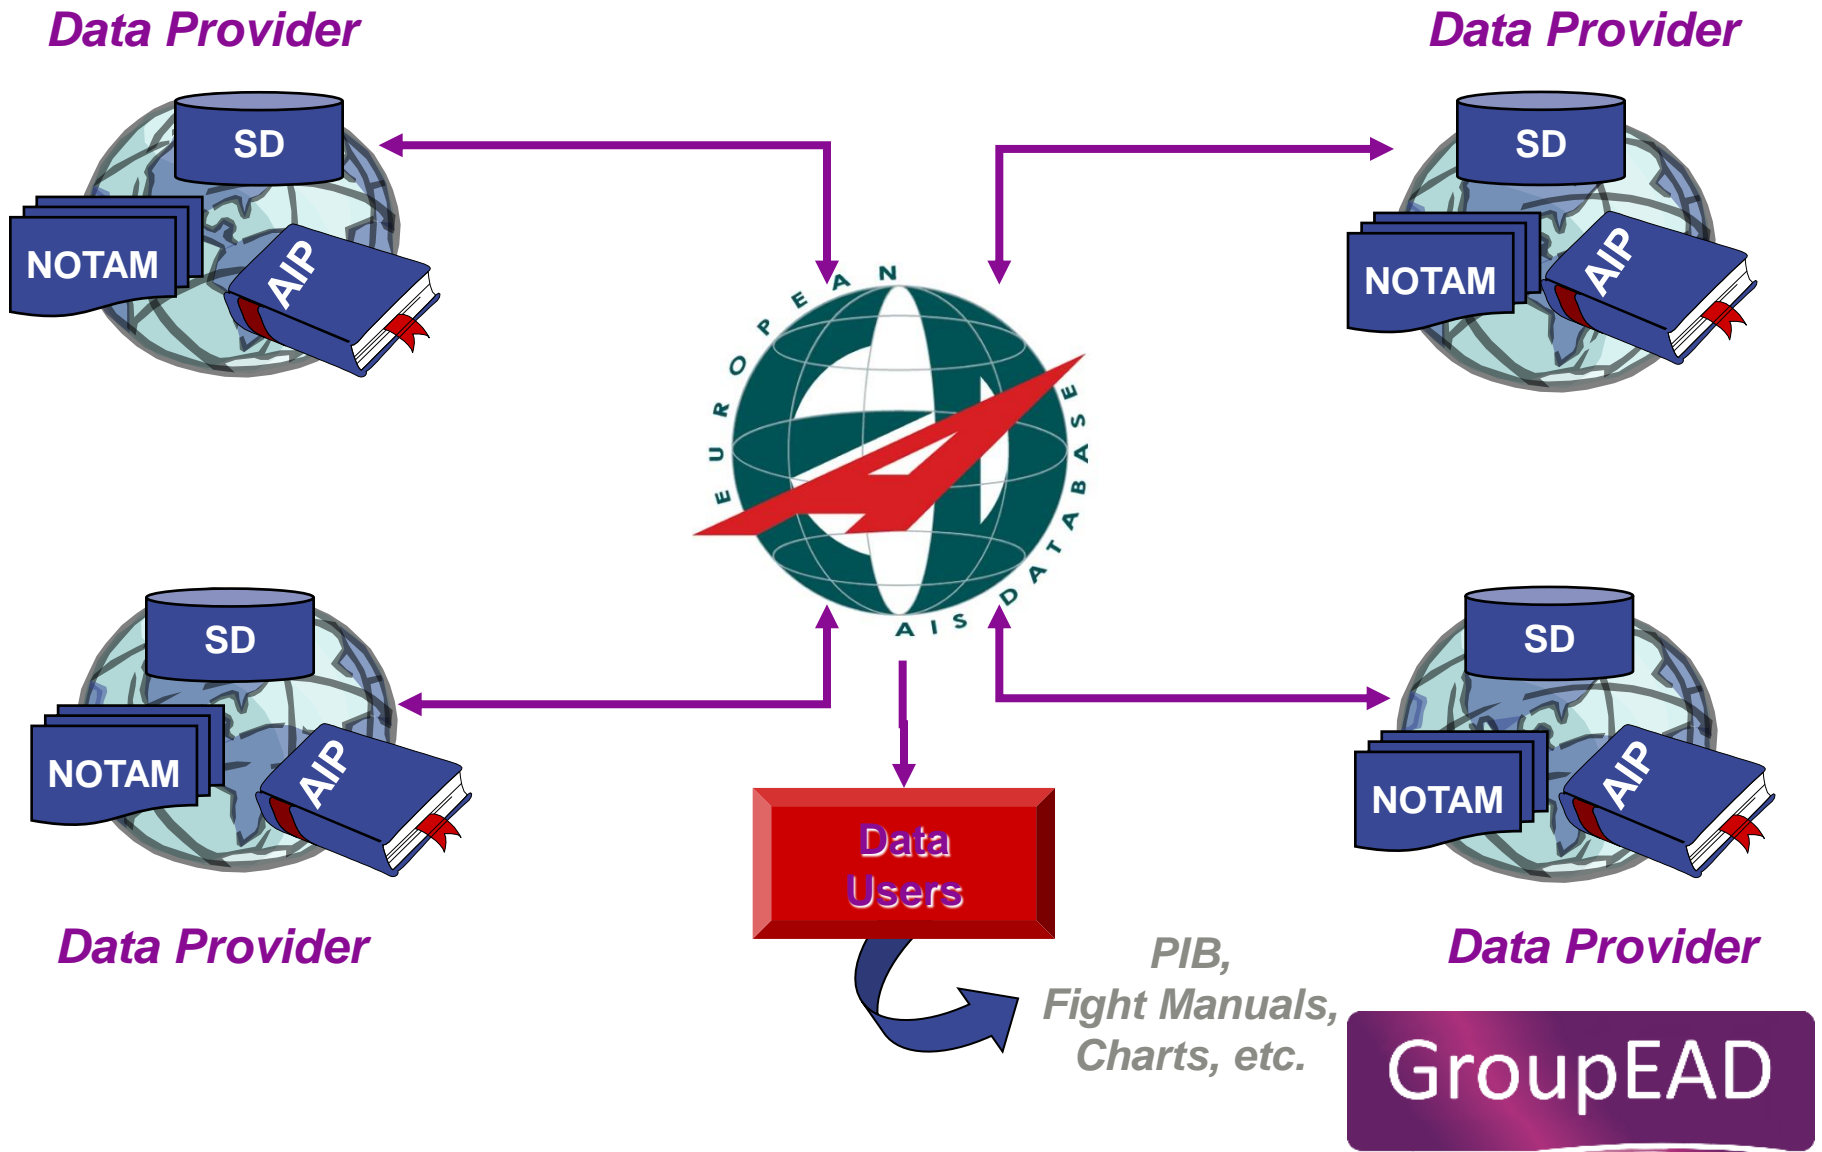 Data Provider
Data Provider
SD
NOTAM
AIP
SD
NOTAM
AIP
EUROPEAN
AIS DATABASE
SD
NOTAM
AIP
SD
NOTAM
AIP
Data
Users
Data Provider
Data Provider
PIB,
Fight Manuals,
Charts, etc.
GroupEAD